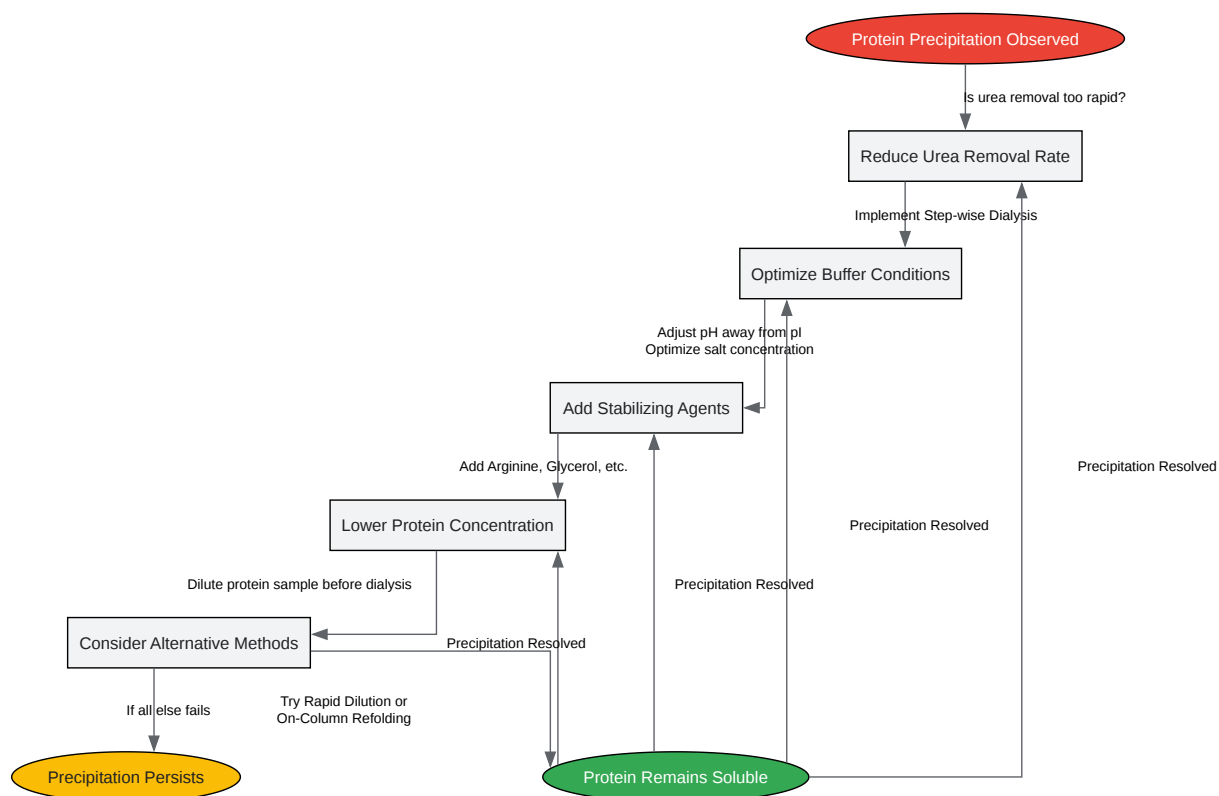 Protein Precipitation Observed
Is urea removal too rapid?
Reduce Urea Removal Rate
Implement Step-wise Dialysis
Optimize Buffer Conditions
Adjust pH away from pI
Optimize salt concentration
Add Stabilizing Agents
Add Arginine, Glycerol, etc.
Precipitation Resolved
Lower Protein Concentration
Precipitation Resolved
Dilute protein sample before dialysis
Precipitation Resolved
Consider Alternative Methods
Precipitation Resolved
If all else fails
Try Rapid Dilution or
On-Column Refolding
Precipitation Persists
Protein Remains Soluble